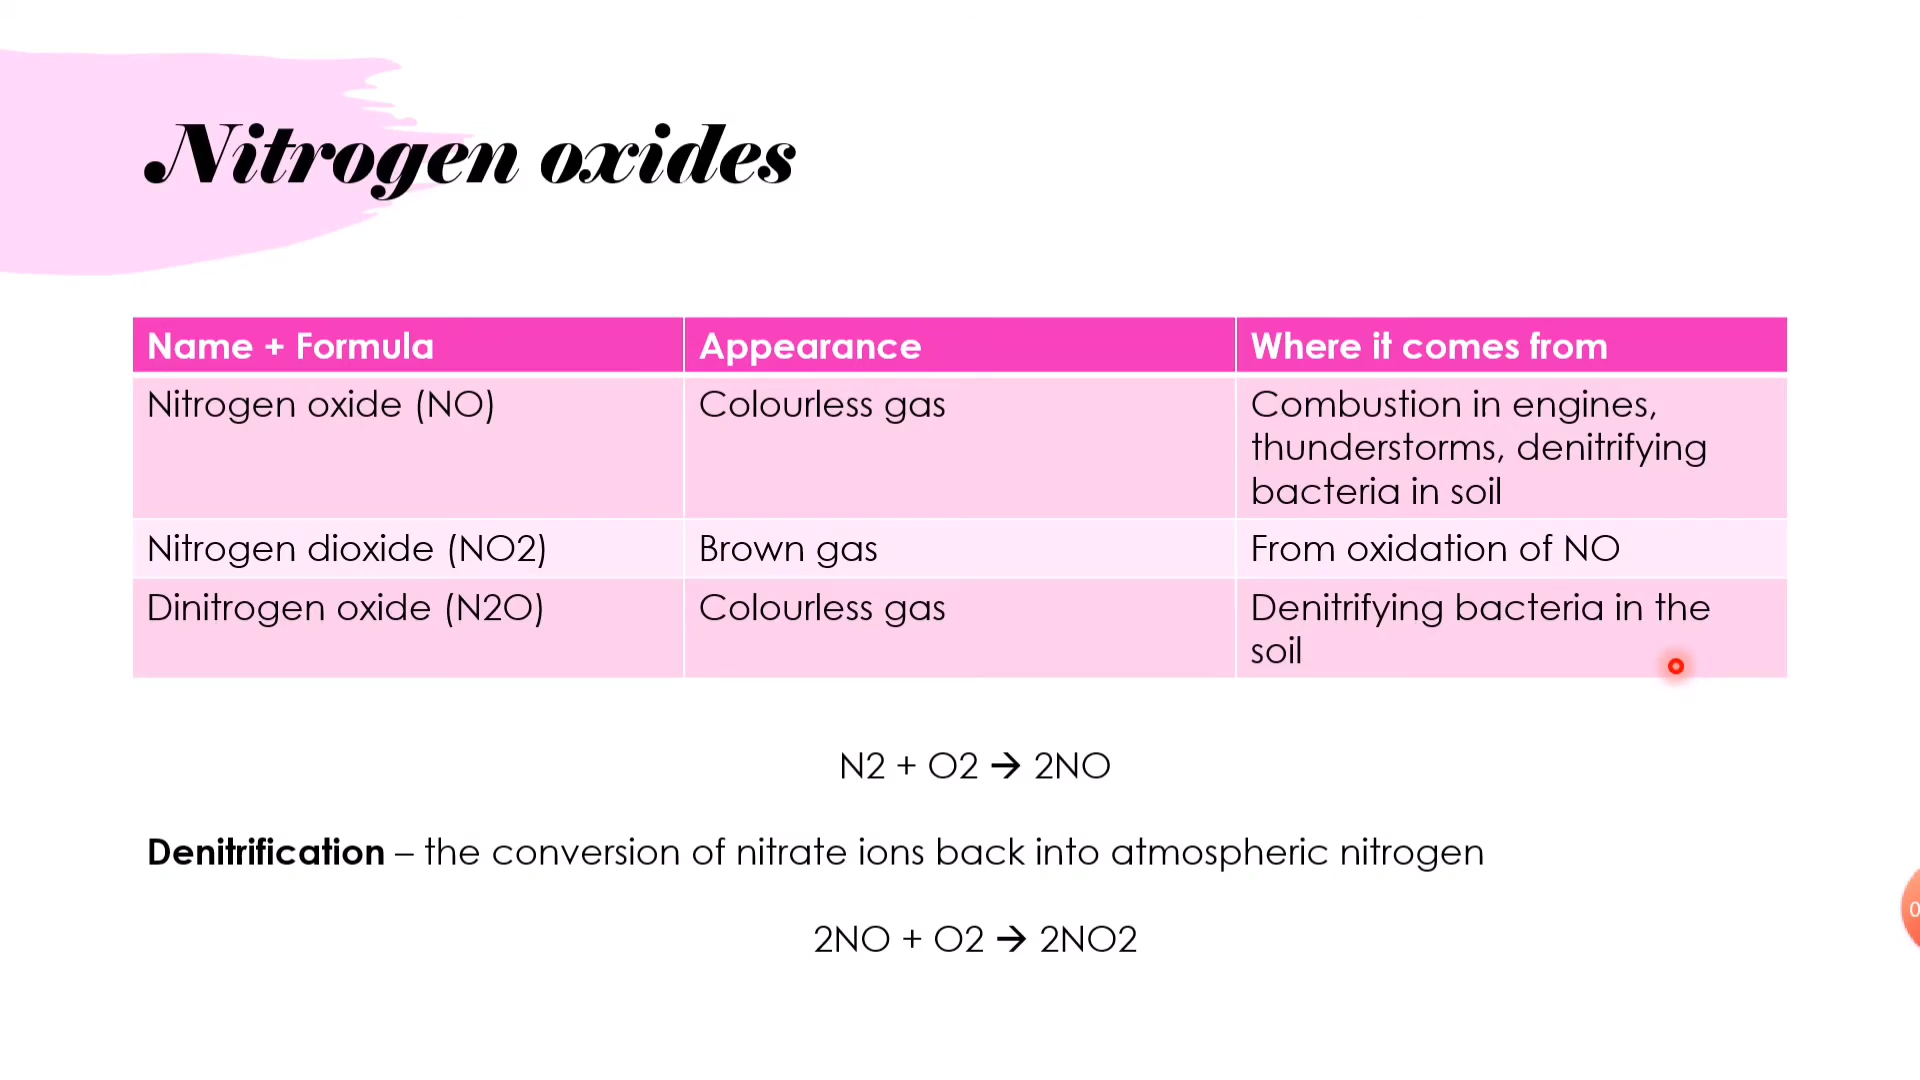 Nitrogen oxides
Name + Formula
Appearance
Where it comes from
Nitrogen oxide (NO)
Colourless gas
Combustion in engines,
thunderstorms, denitrifying
bacteria in soil
Nitrogen dioxide (NO2)
Brown gas
From oxidation of NO
Dinitrogen oxide (N2O)
Colourless gas
Denitrifying bacteria in the
soil
N2 + O2 → 2NO
Denitrification – the conversion of nitrate ions back into atmospheric nitrogen
2NO + O2 → 2NO2